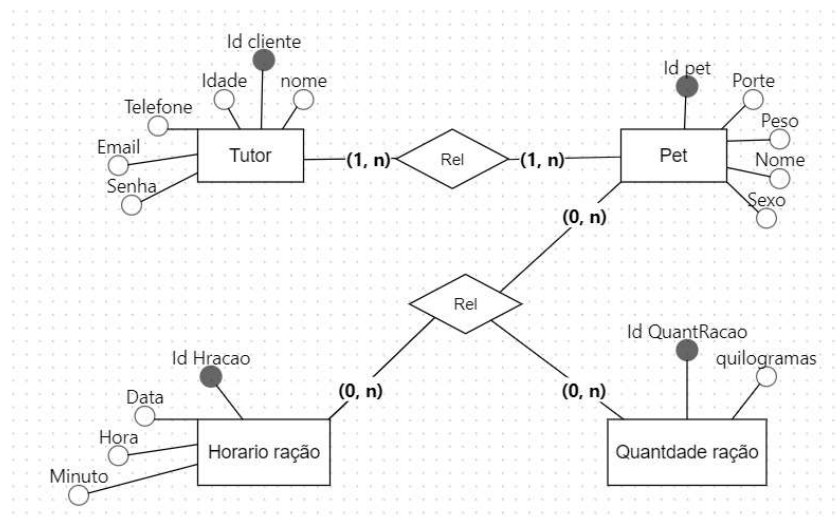 Id cliente
Idade
nome
Telefone
Email
Senha
Tutor
(1, n)
Rel
(1, n)
Id pet
Porte
Peso
Pet
Nome
Sexo
(0, n)
Rel
(0, n)
(0, n)
Id Hracao
Data
Hora
Minuto
Horario ração
Id QuantRacao
quilogramas
Quantdade ração